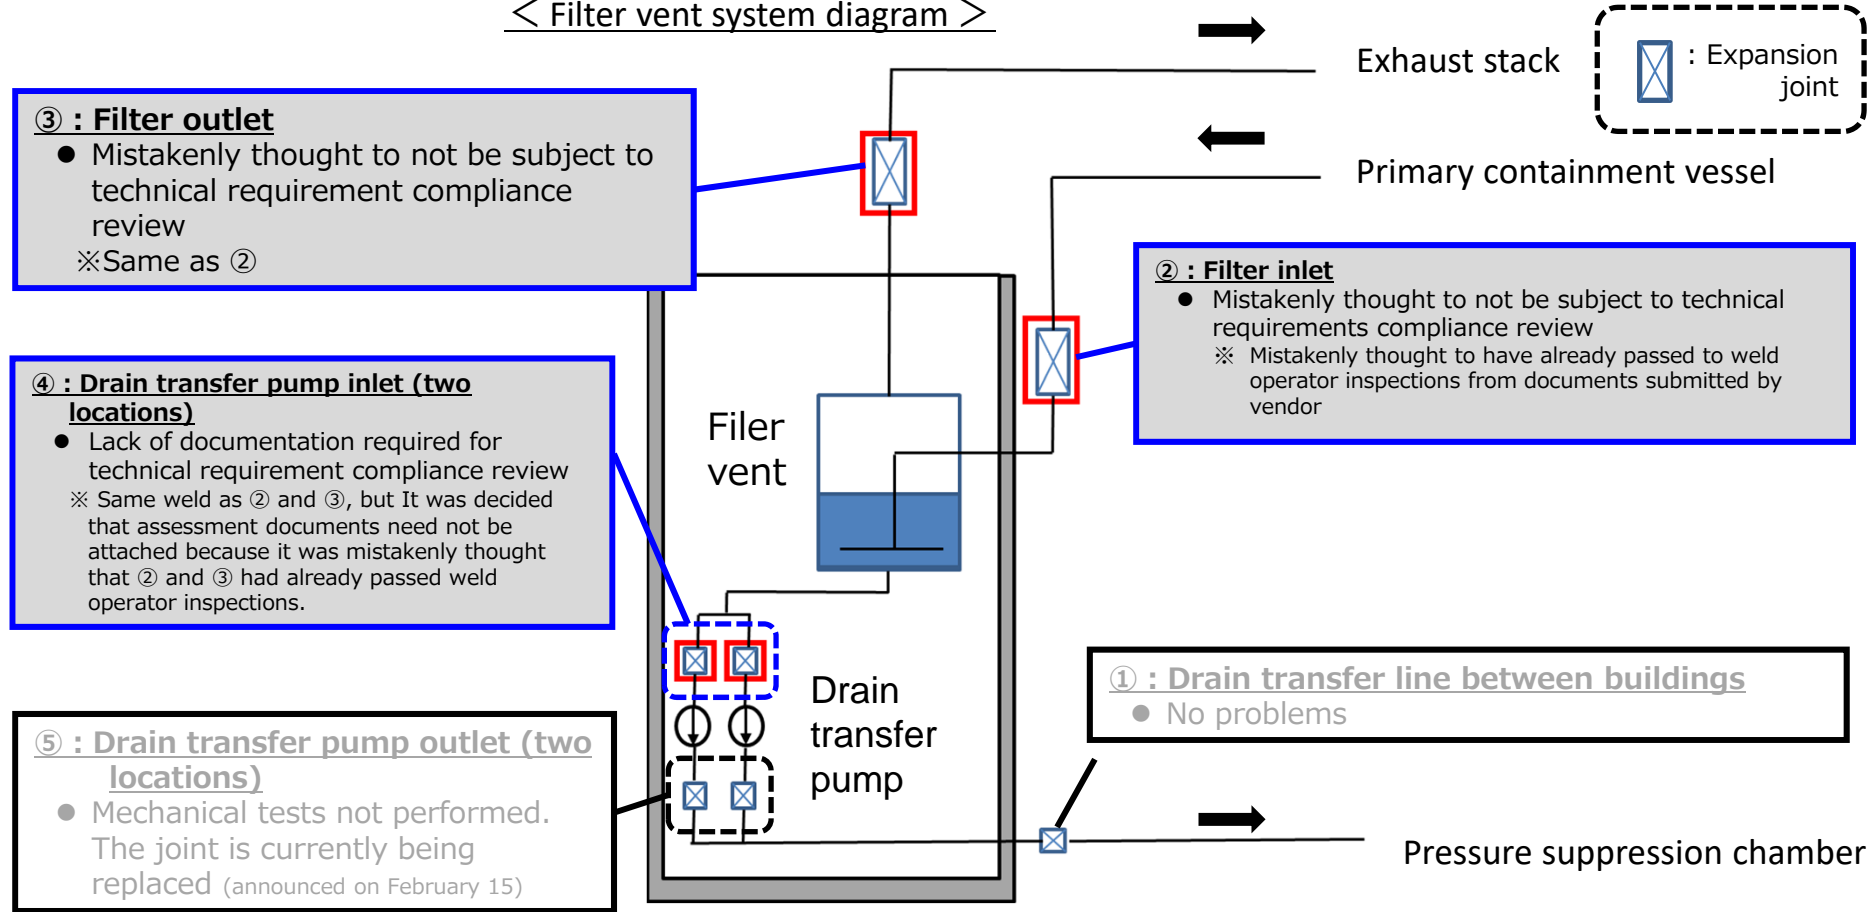 ＜Filter vent system diagram＞
Exhaust stack
: Expansion
joint
③ : Filter outlet
● Mistakenly thought to not be subject to
technical requirement compliance
review
※Same as ②
Primary containment vessel
② : Filter inlet
● Mistakenly thought to not be subject to technical
requirements compliance review
※ Mistakenly thought to have already passed to weld
operator inspections from documents submitted by
vendor
④ : Drain transfer pump inlet (two
locations)
● Lack of documentation required for
technical requirement compliance review
※ Same weld as ② and ③, but It was decided
that assessment documents need not be
attached because it was mistakenly thought
that ② and ③ had already passed weld
operator inspections.
Filer
vent
Drain
transfer
pump
① : Drain transfer line between buildings
● No problems
⑤ : Drain transfer pump outlet (two
locations)
● Mechanical tests not performed.
The joint is currently being
replaced (announced on February 15)
Pressure suppression chamber